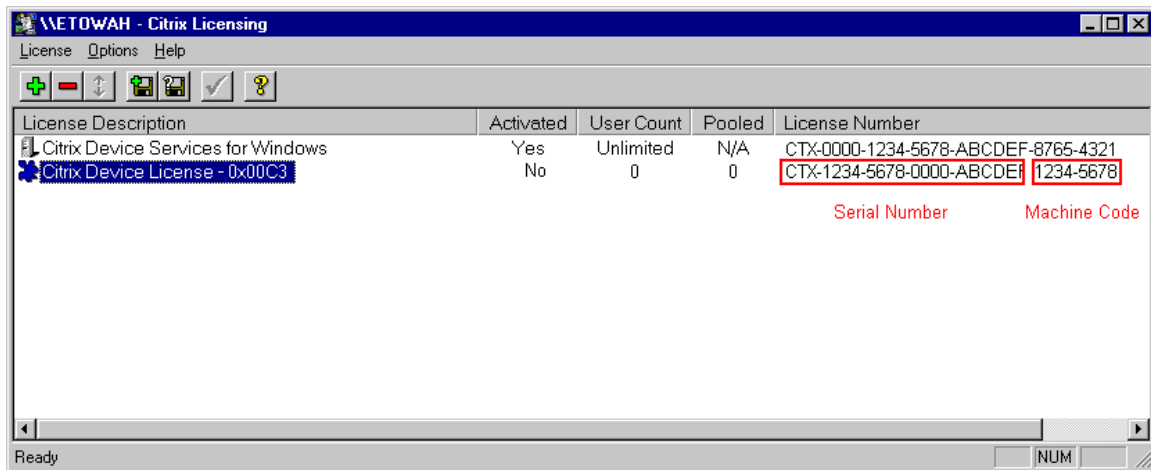 \\ETOWAH - Citrix Licensing
License Options Help
License Description Activated User Count Pooled License Number
Citrix Device Services for Windows Yes Unlimited N/A CTX-0000-1234-5678-ABCDEF-8765-4321
Citrix Device License - 0x00C3 No 0 0 CTX-1234-5678-0000-ABCDEF 1234-5678
Serial Number Machine Code
Ready NUM